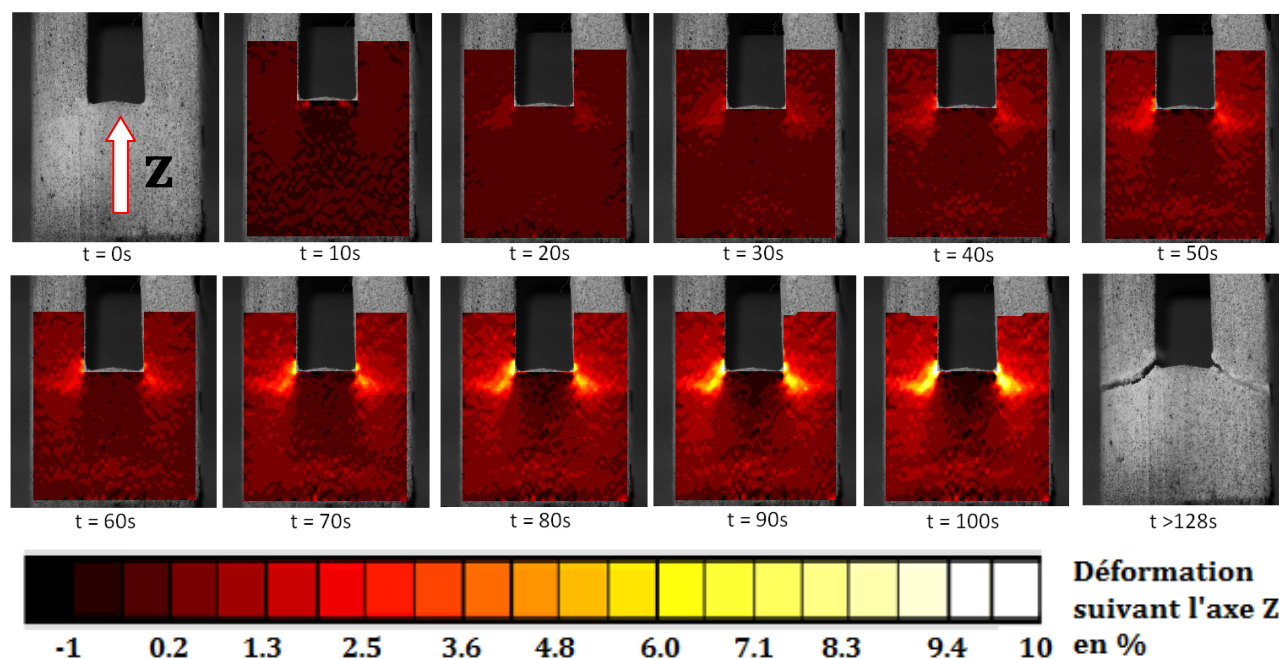 Z
t = 0s
t = 10s
t = 20s
t = 30s
t = 40s
t = 50s
t = 60s
t = 70s
t = 80s
t = 90s
t = 100s
t >128s
-1 0.2 1.3 2.5 3.6 4.8 6.0 7.1 8.3 9.4 10
Déformation
suivant l'axe Z
en %